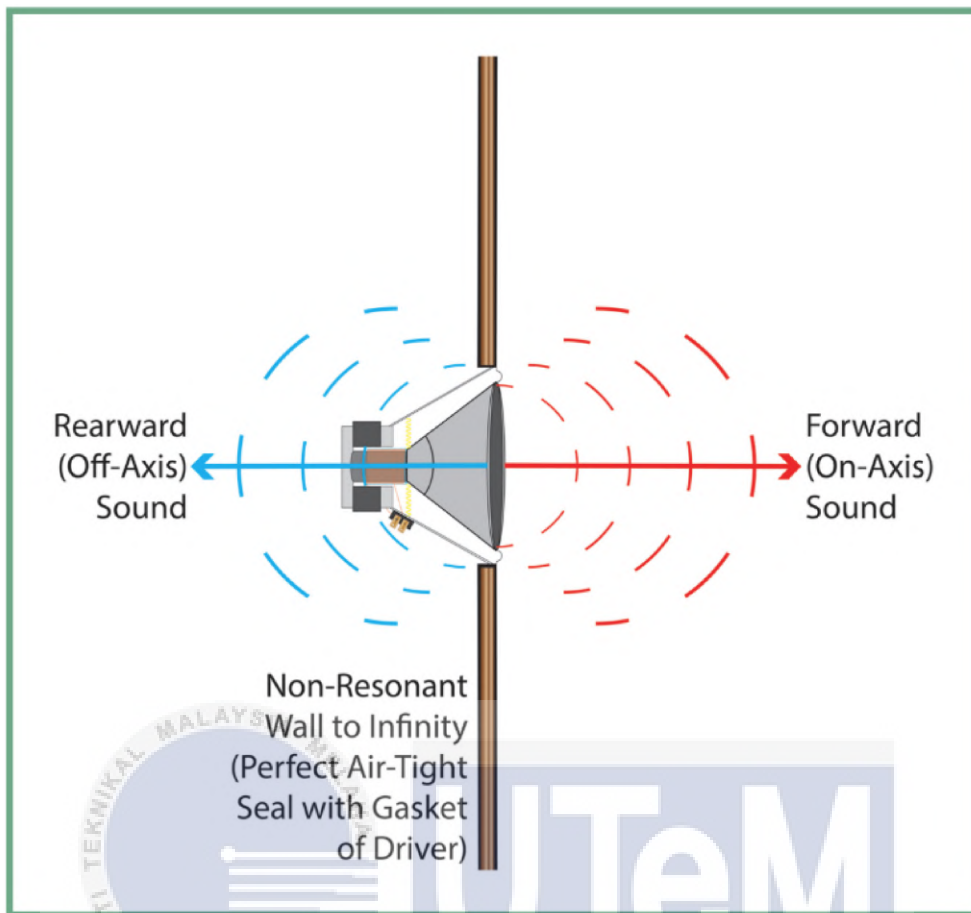 Rearward
(Off-Axis)
Sound
Forward
(On-Axis)
Sound
Non-Resonant
Wall to Infinity
(Perfect Air-Tight
Seal with Gasket
of Driver)
TEKNIKAL MALAYSIA
UTeM